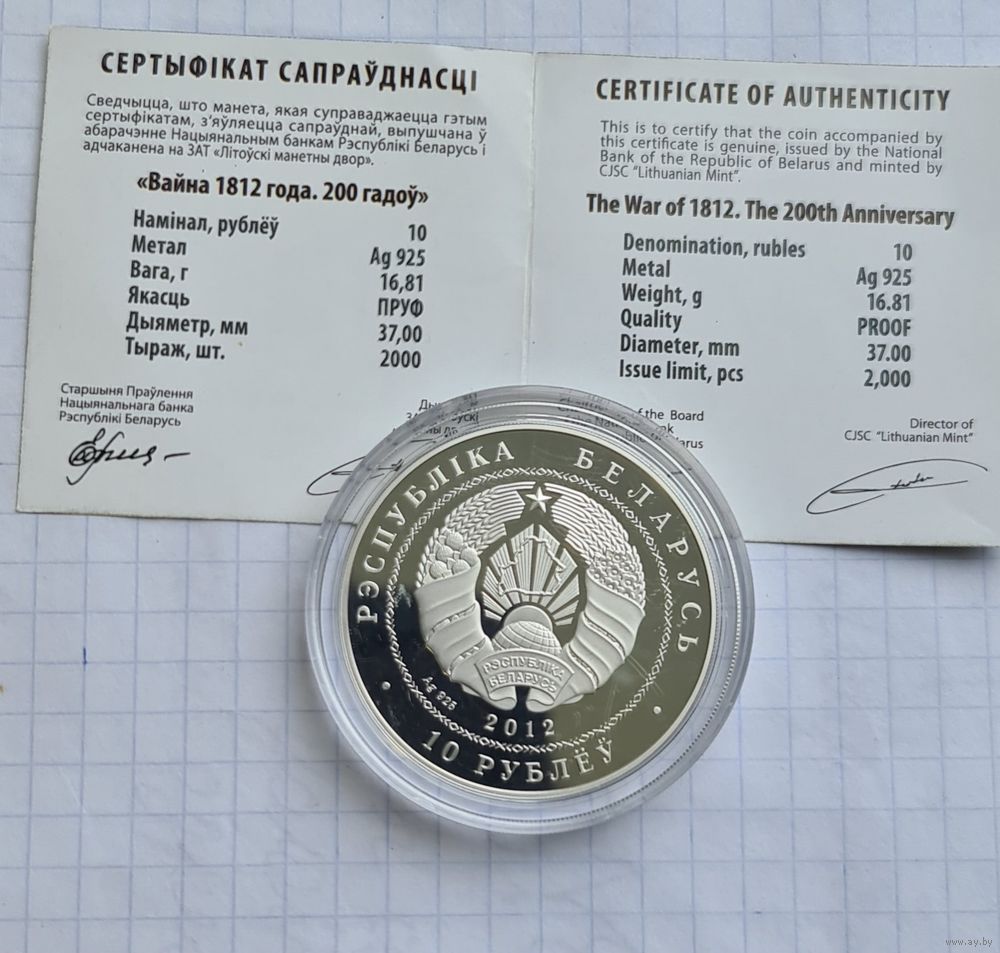 СЕРТЫФІКАТ САПРАЎДНАСЦІ
Сведчыцца, што манета, якая суправаджаецца гэтым
сертыфікатам, з'яўляецца сапраўднай, выпушчана ў
абарачэнне Нацыянальным банкам Рэспублікі Беларусь і
адчаканена на ЗАТ «Літоўскі манетны двор».
«Вайна 1812 года. 200 гадоў»
Намінал, рублёў 10
Метал Ag 925
Вага, г 16,81
Якасць ПРУФ
Дыяметр, мм 37,00
Тыраж, шт. 2000
Старшыня Праўлення
Нацыянальнага банка
Рэспублікі Беларусь
CERTIFICATE OF AUTHENTICITY
This is to certify that the coin accompanied by
this certificate is genuine, issued by the National
Bank of the Republic of Belarus and minted by
CJSC "Lithuanian Mint".
The War of 1812. The 200th Anniversary
Denomination, rubles 10
Metal Ag 925
Weight, g 16.81
Quality PROOF
Diameter, mm 37.00
Issue limit, pcs 2,000
of the Board
Director of
CJSC "Lithuanian Mint"
РЭСПУБЛІКА БЕЛАРУСЬ
РЭСПУБЛІКА
БЕЛАРУСЬ
Ag 925
2012
10 РУБЛЁЎ
www.ay.by